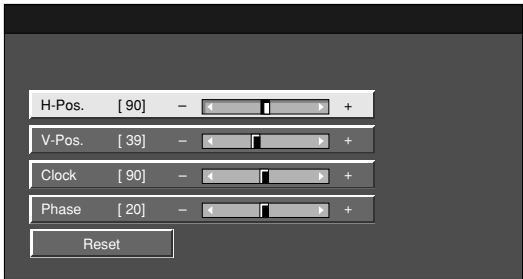 H-Pos. [ 90] – +
V-Pos. [ 39] – +
Clock [ 90] – +
Phase [ 20] – +
Reset